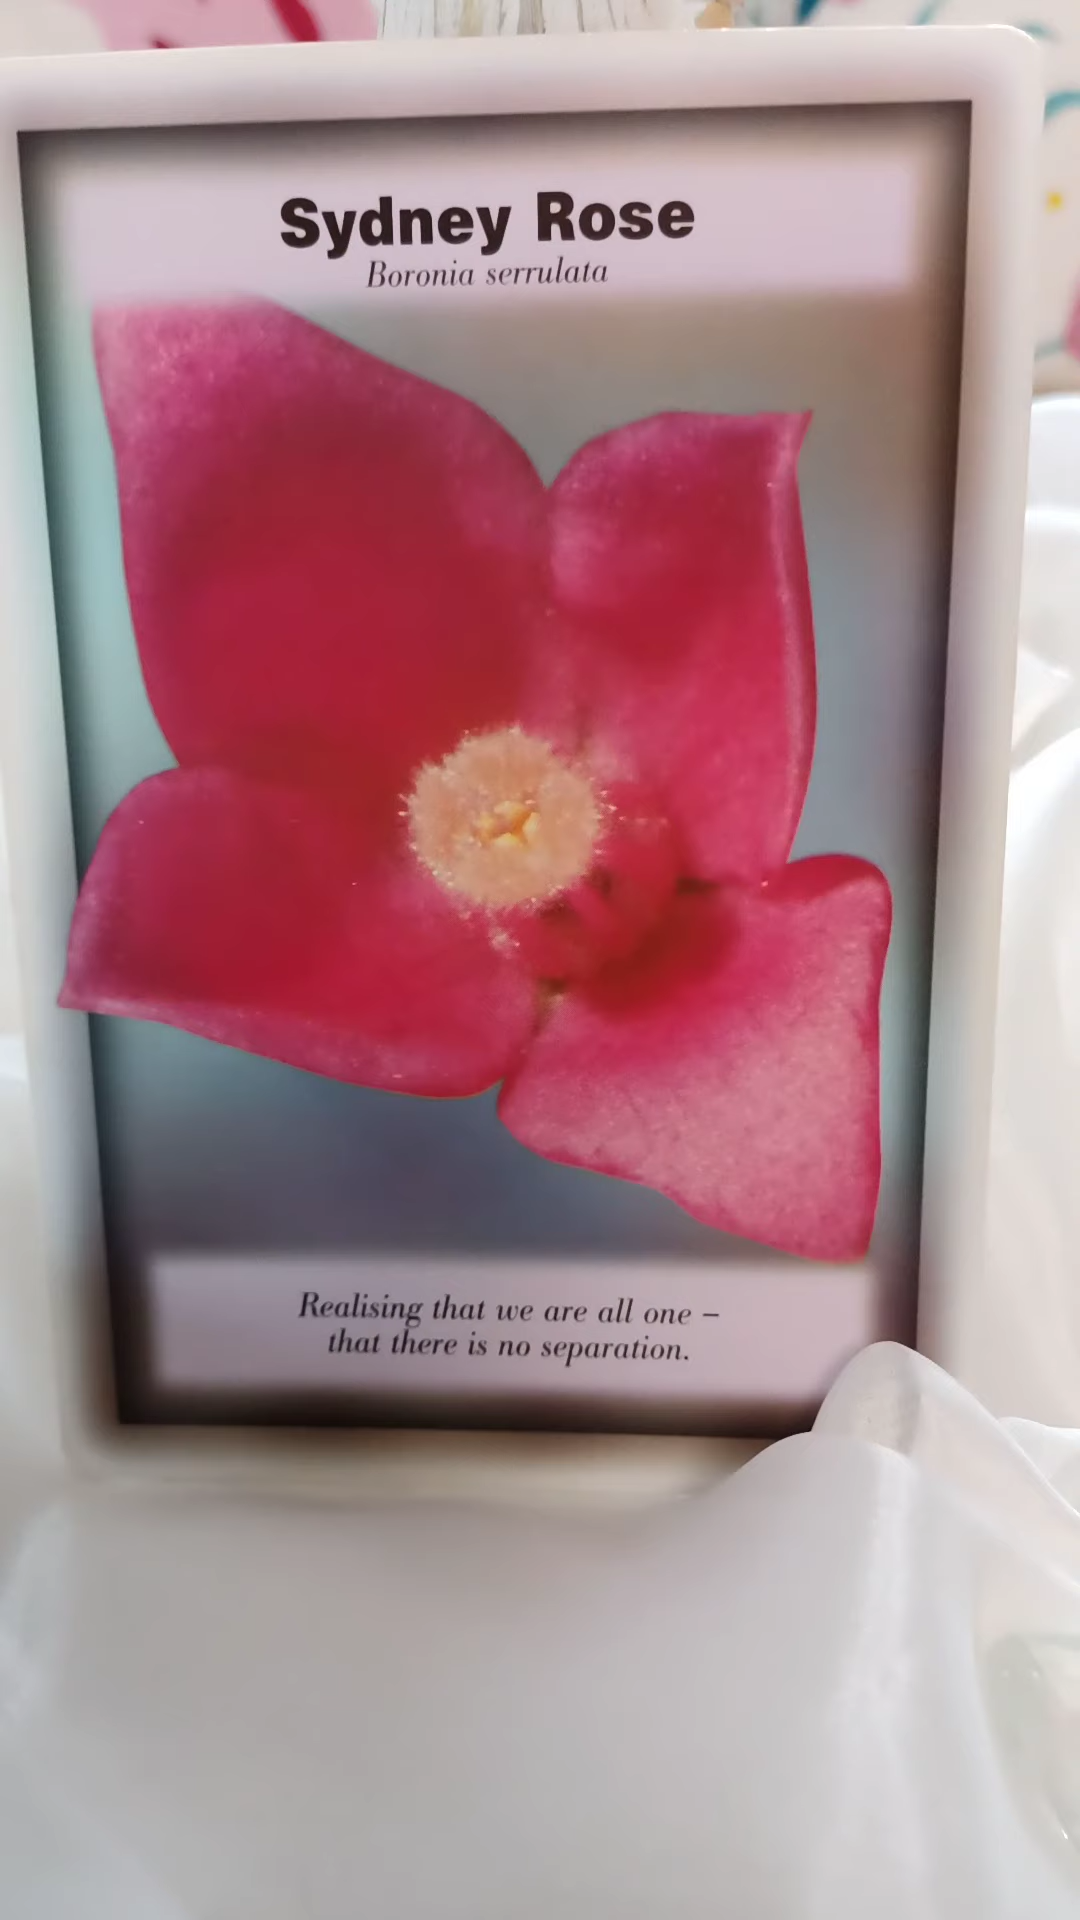 Sydney Rose
Boronia serrulata
Realising that we are all one –
that there is no separation.